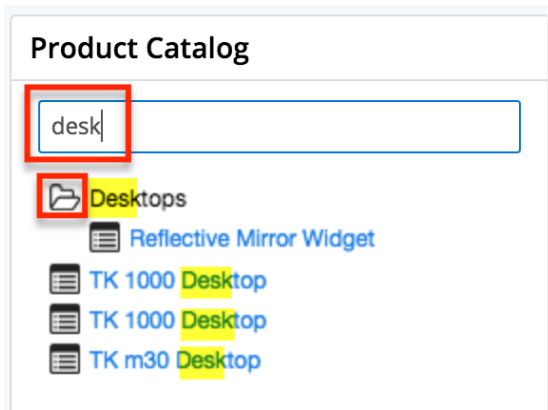 Product Catalog
desk
Desktops
Reflective Mirror Widget
TK 1000 Desktop
TK 1000 Desktop
TK m30 Desktop